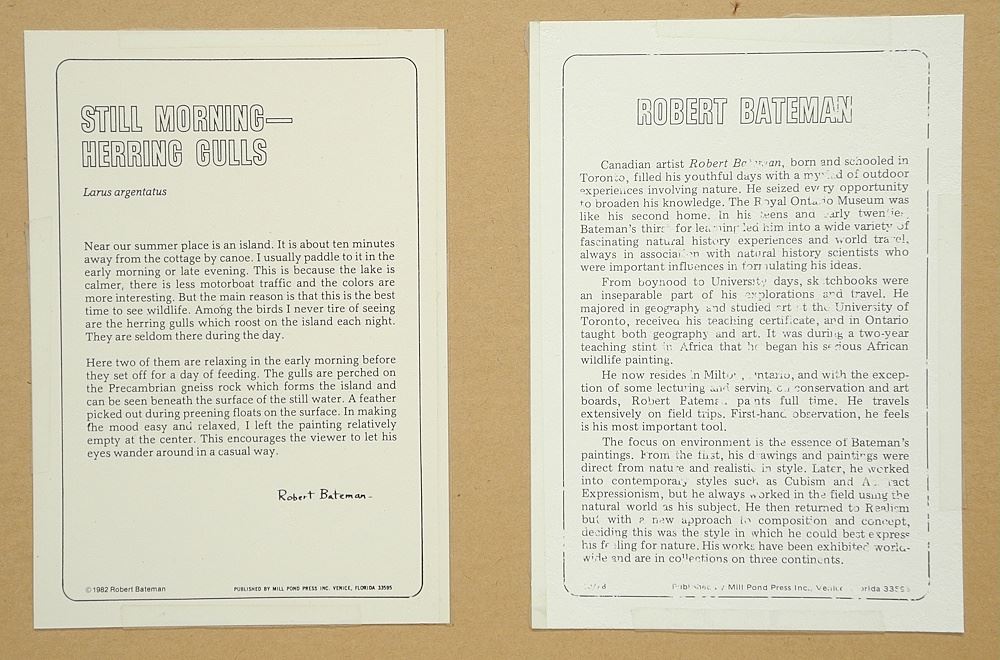 STILL MORNING—
HERRING GULLS
Larus argentatus
Near our summer place is an island. It is about ten minutes
away from the cottage by canoe. I usually paddle to it in the
early morning or late evening. This is because the lake is
calmer, there is less motorboat traffic and the colors are
more interesting. But the main reason is that this is the best
time to see wildlife. Among the birds I never tire of seeing
are the herring gulls which roost on the island each night.
They are seldom there during the day.
Here two of them are relaxing in the early morning before
they set off for a day of feeding. The gulls are perched on
the Precambrian gneiss rock which forms the island and
can be seen beneath the surface of the still water. A feather
picked out during preening floats on the surface. In making
the mood easy and relaxed, I left the painting relatively
empty at the center. This encourages the viewer to let his
eyes wander around in a casual way.
Robert Bateman
©1982 Robert Bateman
PUBLISHED BY MILL POND PRESS INC. VENICE, FLORIDA 33595
ROBERT BATEMAN
Canadian artist Robert Bateman, born and schooled in
Toronto, filled his youthful days with a myriad of outdoor
experiences involving nature. He seized every opportunity
to broaden his knowledge. The Royal Ontario Museum was
like his second home. In his teens and early twenties,
Bateman's thirst for learning led him into a wide variety of
fascinating natural history experiences and world travel,
always in association with natural history scientists who
were important influences in formulating his ideas.
From boyhood to University days, sketchbooks were
an inseparable part of his explorations and travel. He
majored in geography and studied art at the University of
Toronto, received his teaching certificate, and in Ontario
taught both geography and art. It was during a two-year
teaching stint in Africa that he began his serious African
wildlife painting.
He now resides in Milton, Ontario, and with the excep-
tion of some lecturing and serving on conservation and art
boards, Robert Bateman paints full time. He travels
extensively on field trips. First-hand observation, he feels
is his most important tool.
The focus on environment is the essence of Bateman's
paintings. From the first, his drawings and paintings were
direct from nature and realistic in style. Later, he worked
into contemporary styles such as Cubism and Abstract
Expressionism, but he always worked in the field using the
natural world as his subject. He then returned to Realism
but with a new approach to composition and concept,
deciding this was the style in which he could best express
his feeling for nature. His works have been exhibited world-
wide and are in collections on three continents.
Published by Mill Pond Press Inc., Venice, Florida 33595